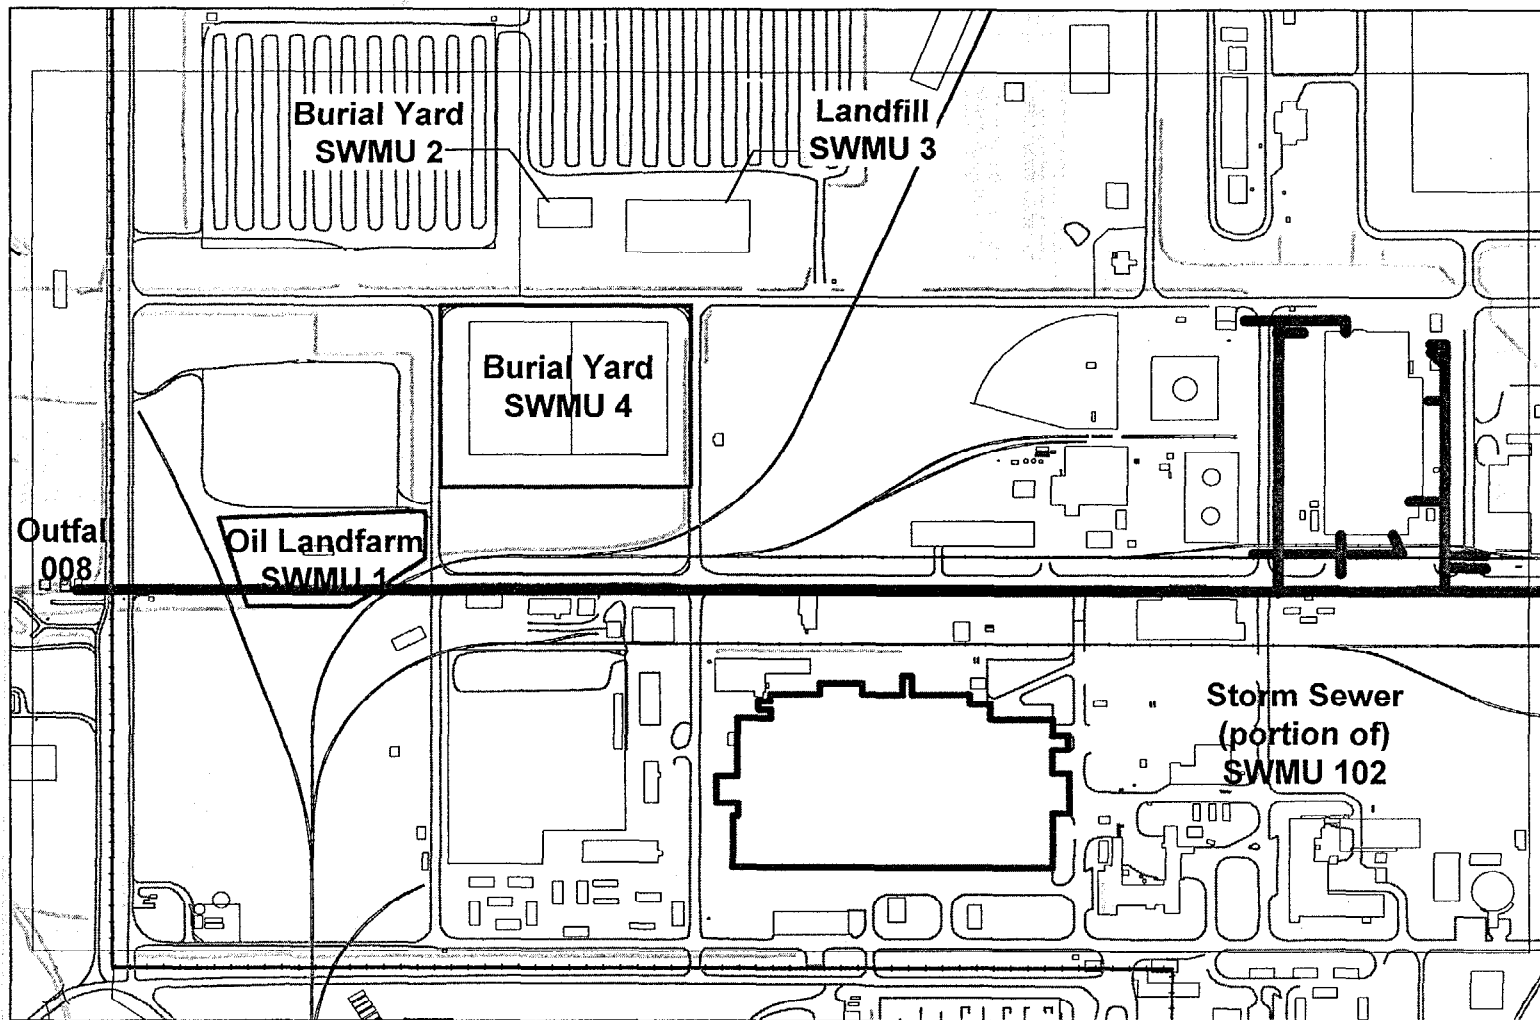 Burial Yard
SWMU 2
Landfill
SWMU 3
Burial Yard
SWMU 4
Outfal
008
Oil Landfarm
SWMU 1
Storm Sewer
(portion of)
SWMU 102